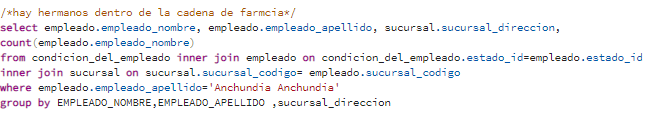 /*hay hermanos dentro de la cadena de farmcia*/
select empleado.empleado_nombre, empleado.empleado_apellido, sucursal.sucursal_direccion,
count(empleado.empleado_nombre)
from condicion_del_empleado inner join empleado on condicion_del_empleado.estado_id=empleado.estado_id
inner join sucursal on sucursal.sucursal_codigo= empleado.sucursal_codigo
where empleado.empleado_apellido='Anchundia Anchundia'
group by EMPLEADO_NOMBRE,EMPLEADO_APELLIDO ,sucursal_direccion